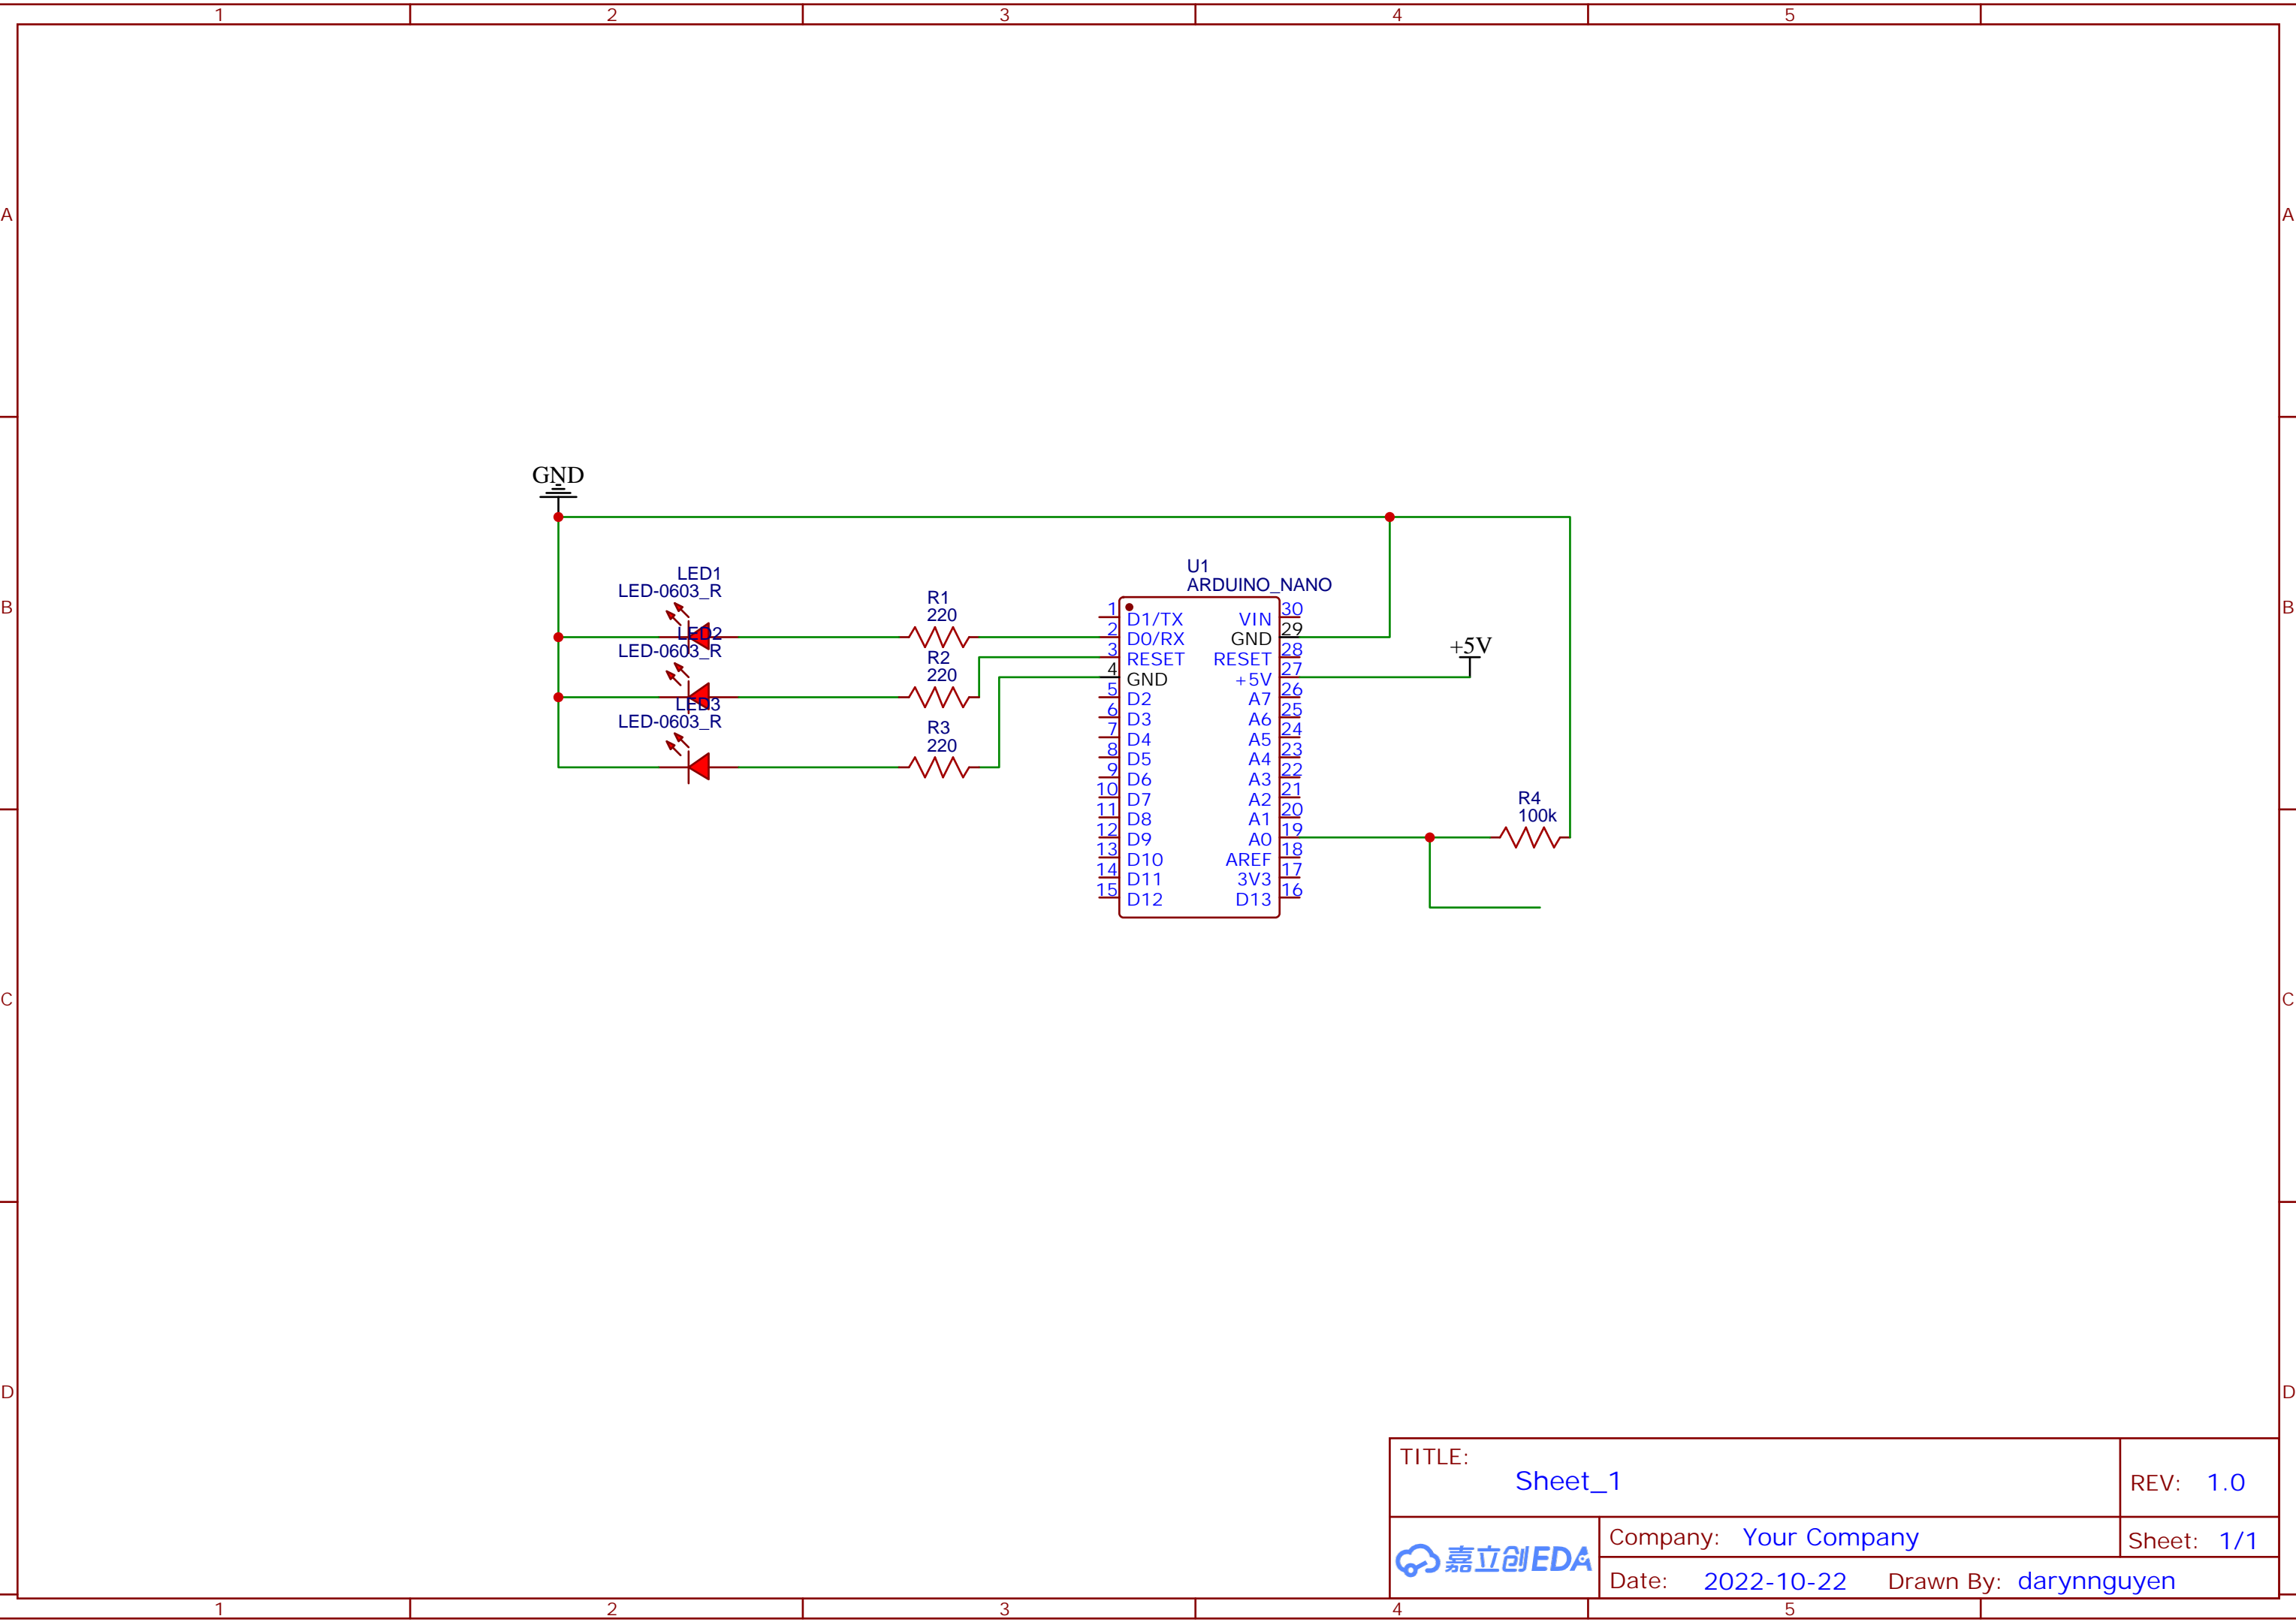 1 2 3 4 5
A A
GND
U1
ARDUINO_NANO
LED1
LED-0603_R
R1
220
B B
LED2
LED-0603_R
R2
220
LED3
LED-0603_R
R3
220
1 D1/TX VIN 30
2 D0/RX GND 29
3 RESET RESET 28
4 GND +5V 27
5 D2 A7 26
6 D3 A6 25
7 D4 A5 24
8 D5 A4 23
9 D6 A3 22
10 D7 A2 21
11 D8 A1 20
12 D9 A0 19
13 D10 AREF 18
14 D11 3V3 17
15 D12 D13 16
+5V
R4
100k
C C
D D
TITLE:
Sheet_1
REV: 1.0
嘉立创EDA
Company: Your Company
Sheet: 1/1
Date: 2022-10-22 Drawn By: darynnguyen
1 2 3 4 5